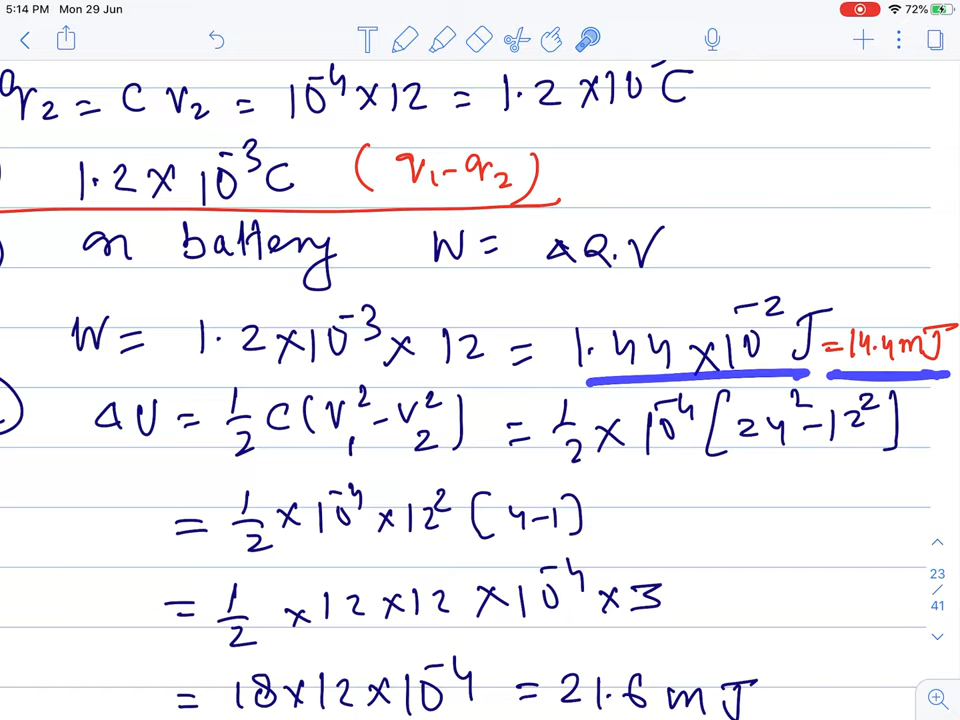 5:14 PM Mon 29 Jun 72%
T
q₂ = C V₂ = 10⁻⁴ × 12 = 1.2 × 10⁻ C
1.2 × 10⁻³ C (q₁ - q₂)
on battery W = ΔQ.V
W = 1.2 × 10⁻³ × 12 = 1.44 × 10⁻² J = 14.4 mJ
ΔU = 1/2 C (V₁² - V₂²) = 1/2 × 10⁻⁴ [24² - 12²]
= 1/2 × 10⁻⁴ × 12² (4-1)
= 1/2 × 12 × 12 × 10⁻⁴ × 3
= 18 × 12 × 10⁻⁴ = 21.6 mJ
23
/
41